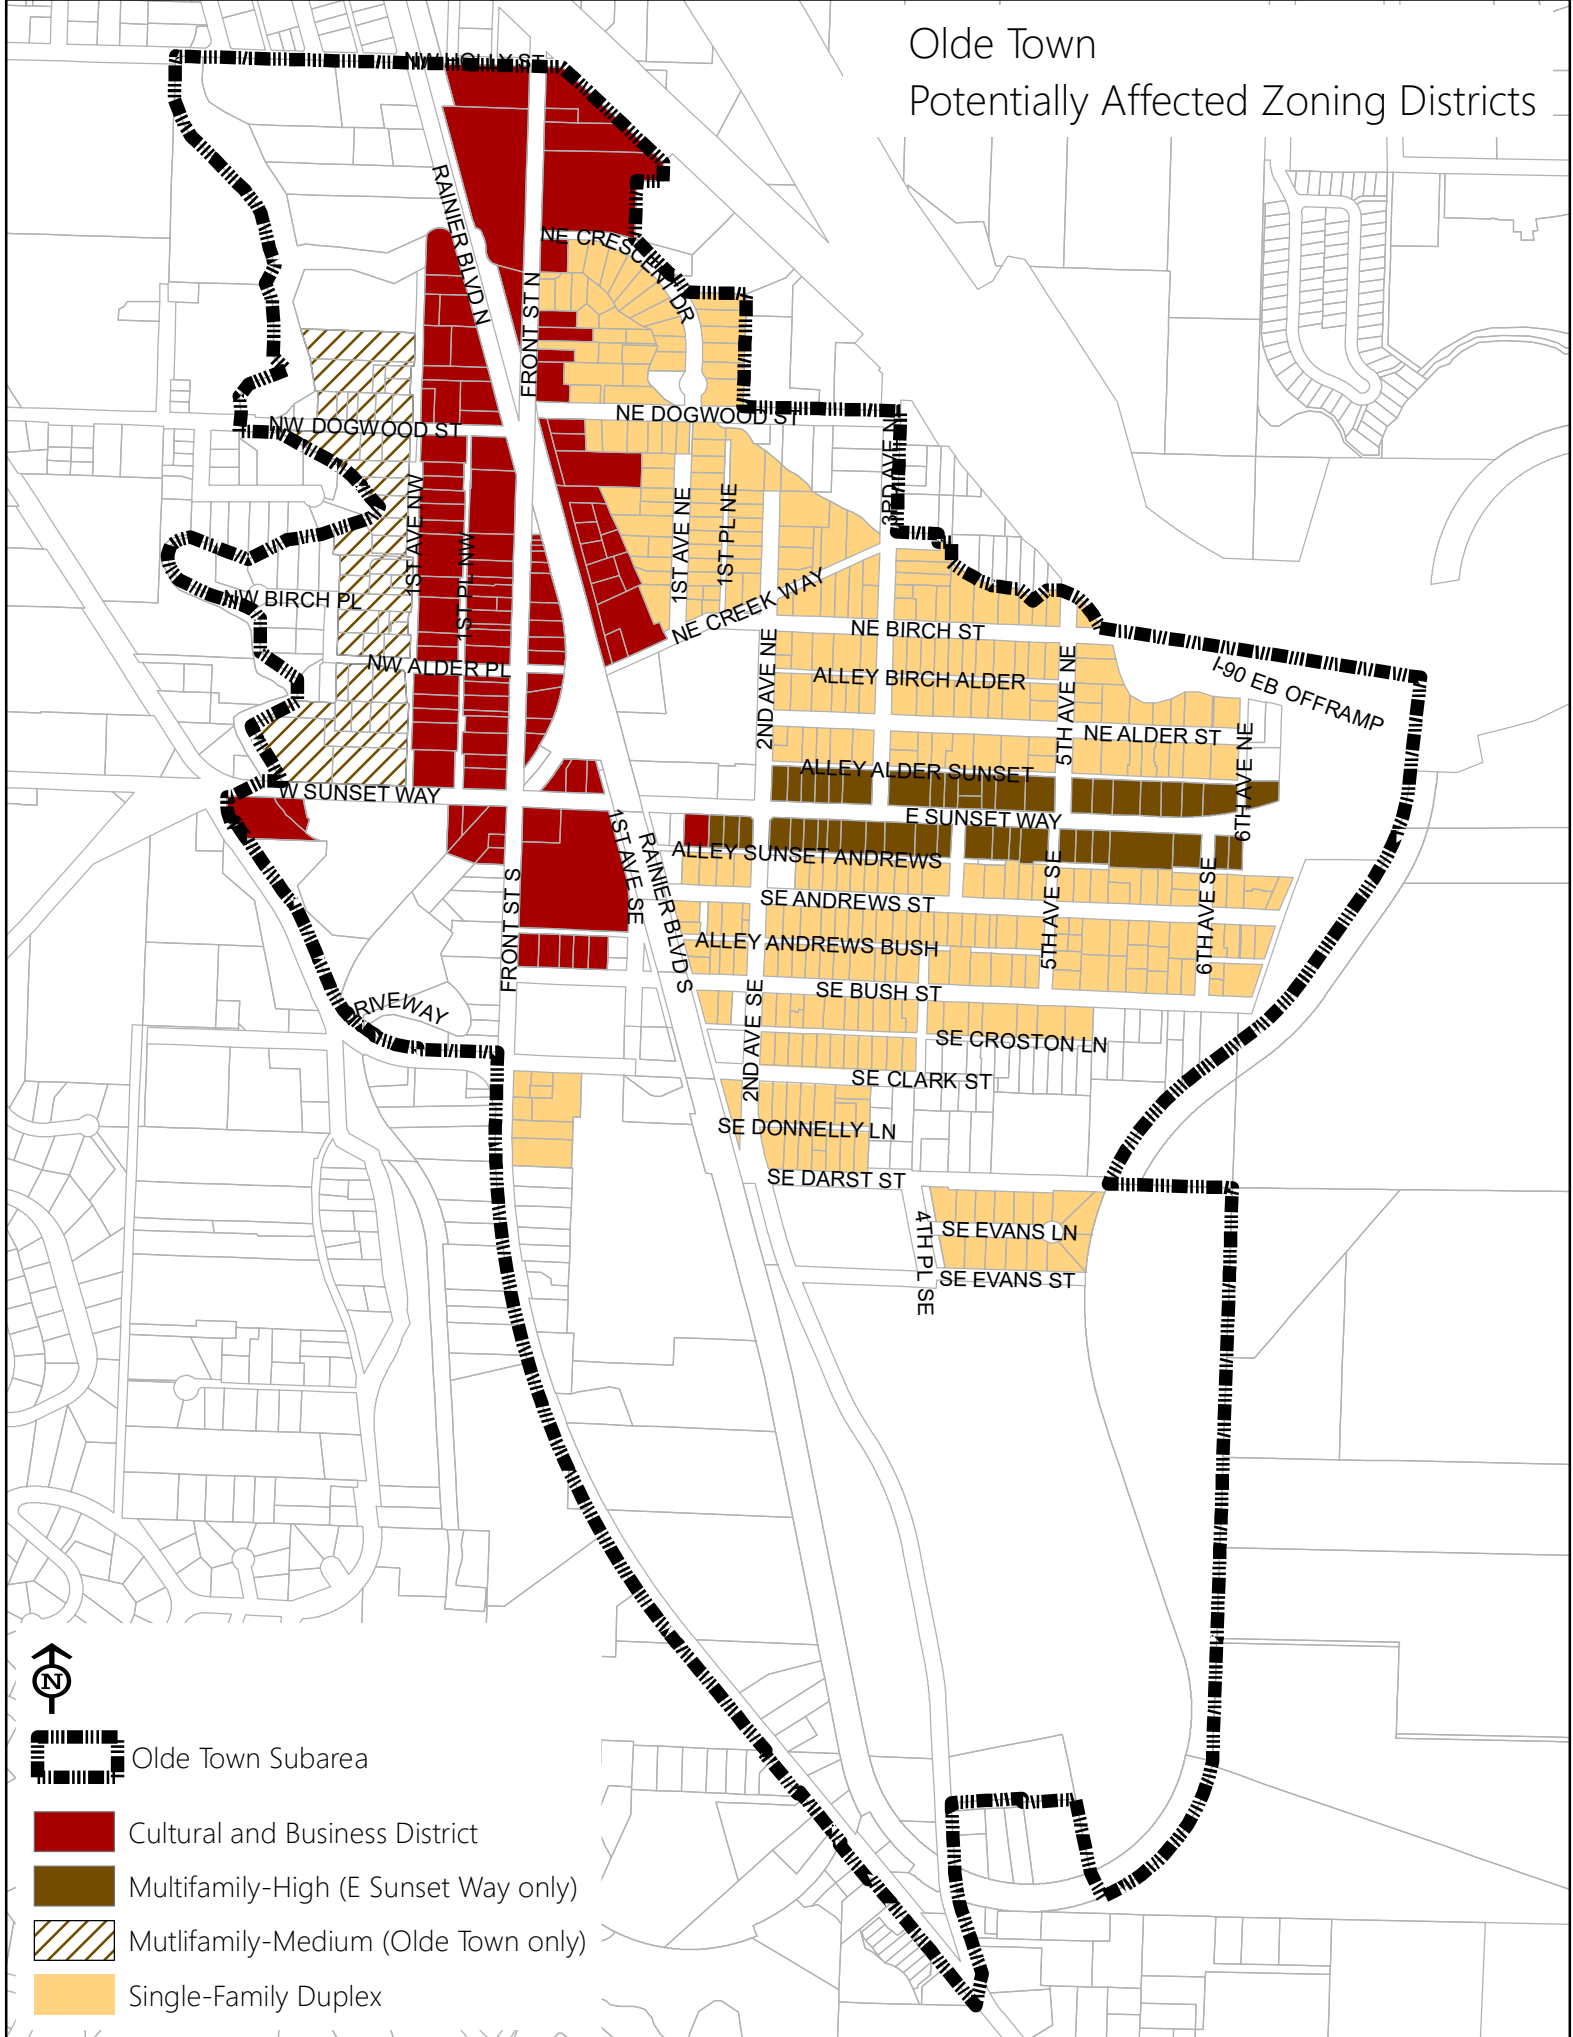 Olde Town
Potentially Affected Zoning Districts
NW HOLLY ST
RAINIER BLVD N
NE CRESCENT DR
FRONT ST N
NE DOGWOOD ST
NW DOGWOOD ST
3RD AVE NE
1ST AVE NW
1ST PL NW
1ST AVE NE
1ST PL NE
NW BIRCH PL
NE CREEK WAY
NE BIRCH ST
NW ALDER PL
ALLEY BIRCH ALDER
2ND AVE NE
5TH AVE NE
I-90 EB OFFRAMP
NE ALDER ST
6TH AVE NE
ALLEY ALDER SUNSET
W SUNSET WAY
E SUNSET WAY
1ST AVE SE
RAINIER BLVD S
ALLEY SUNSET ANDREWS
FRONT ST S
SE ANDREWS ST
5TH AVE SE
6TH AVE SE
ALLEY ANDREWS BUSH
SE BUSH ST
RIVEWAY
2ND AVE SE
SE CROSTON LN
SE CLARK ST
SE DONNELLY LN
SE DARST ST
4TH PL SE
SE EVANS LN
SE EVANS ST
N
Olde Town Subarea
Cultural and Business District
Multifamily-High (E Sunset Way only)
Mutlifamily-Medium (Olde Town only)
Single-Family Duplex